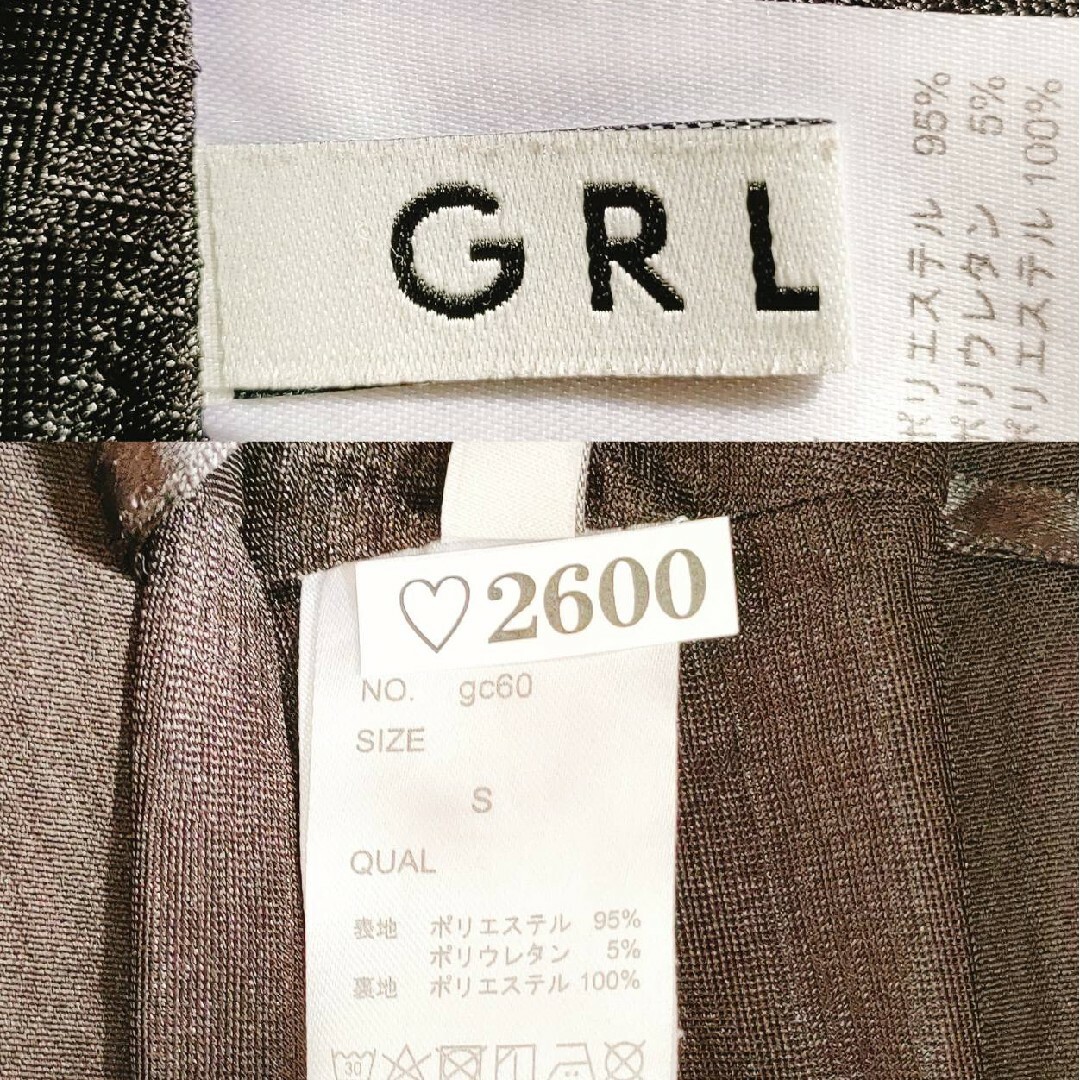 GRL
ポリエステル 95%
ポリウレタン 5%
ポリエステル 100%
♡2600
NO. gc60
SIZE
S
QUAL
表地 ポリエステル 95%
ポリウレタン 5%
裏地 ポリエステル 100%
30